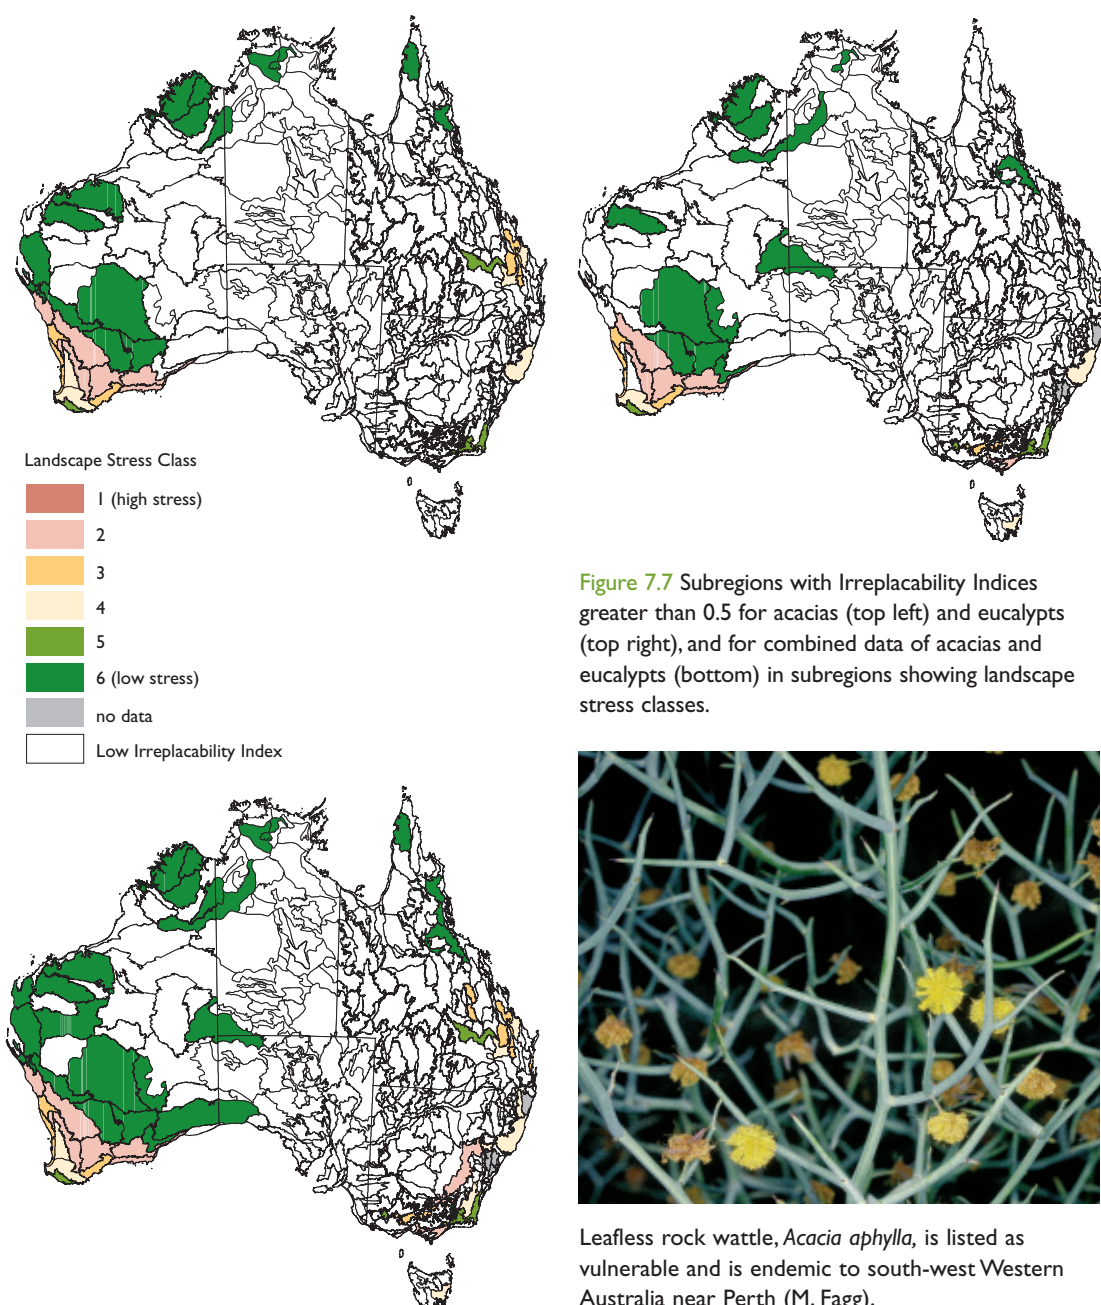 Landscape Stress Class
1 (high stress)
2
3
4
5
6 (low stress)
no data
Low Irreplacability Index
Figure 7.7 Subregions with Irreplacability Indices
greater than 0.5 for acacias (top left) and eucalypts
(top right), and for combined data of acacias and
eucalypts (bottom) in subregions showing landscape
stress classes.
Leafless rock wattle, Acacia aphylla, is listed as
vulnerable and is endemic to south-west Western
Australia near Perth (M. Fagg).